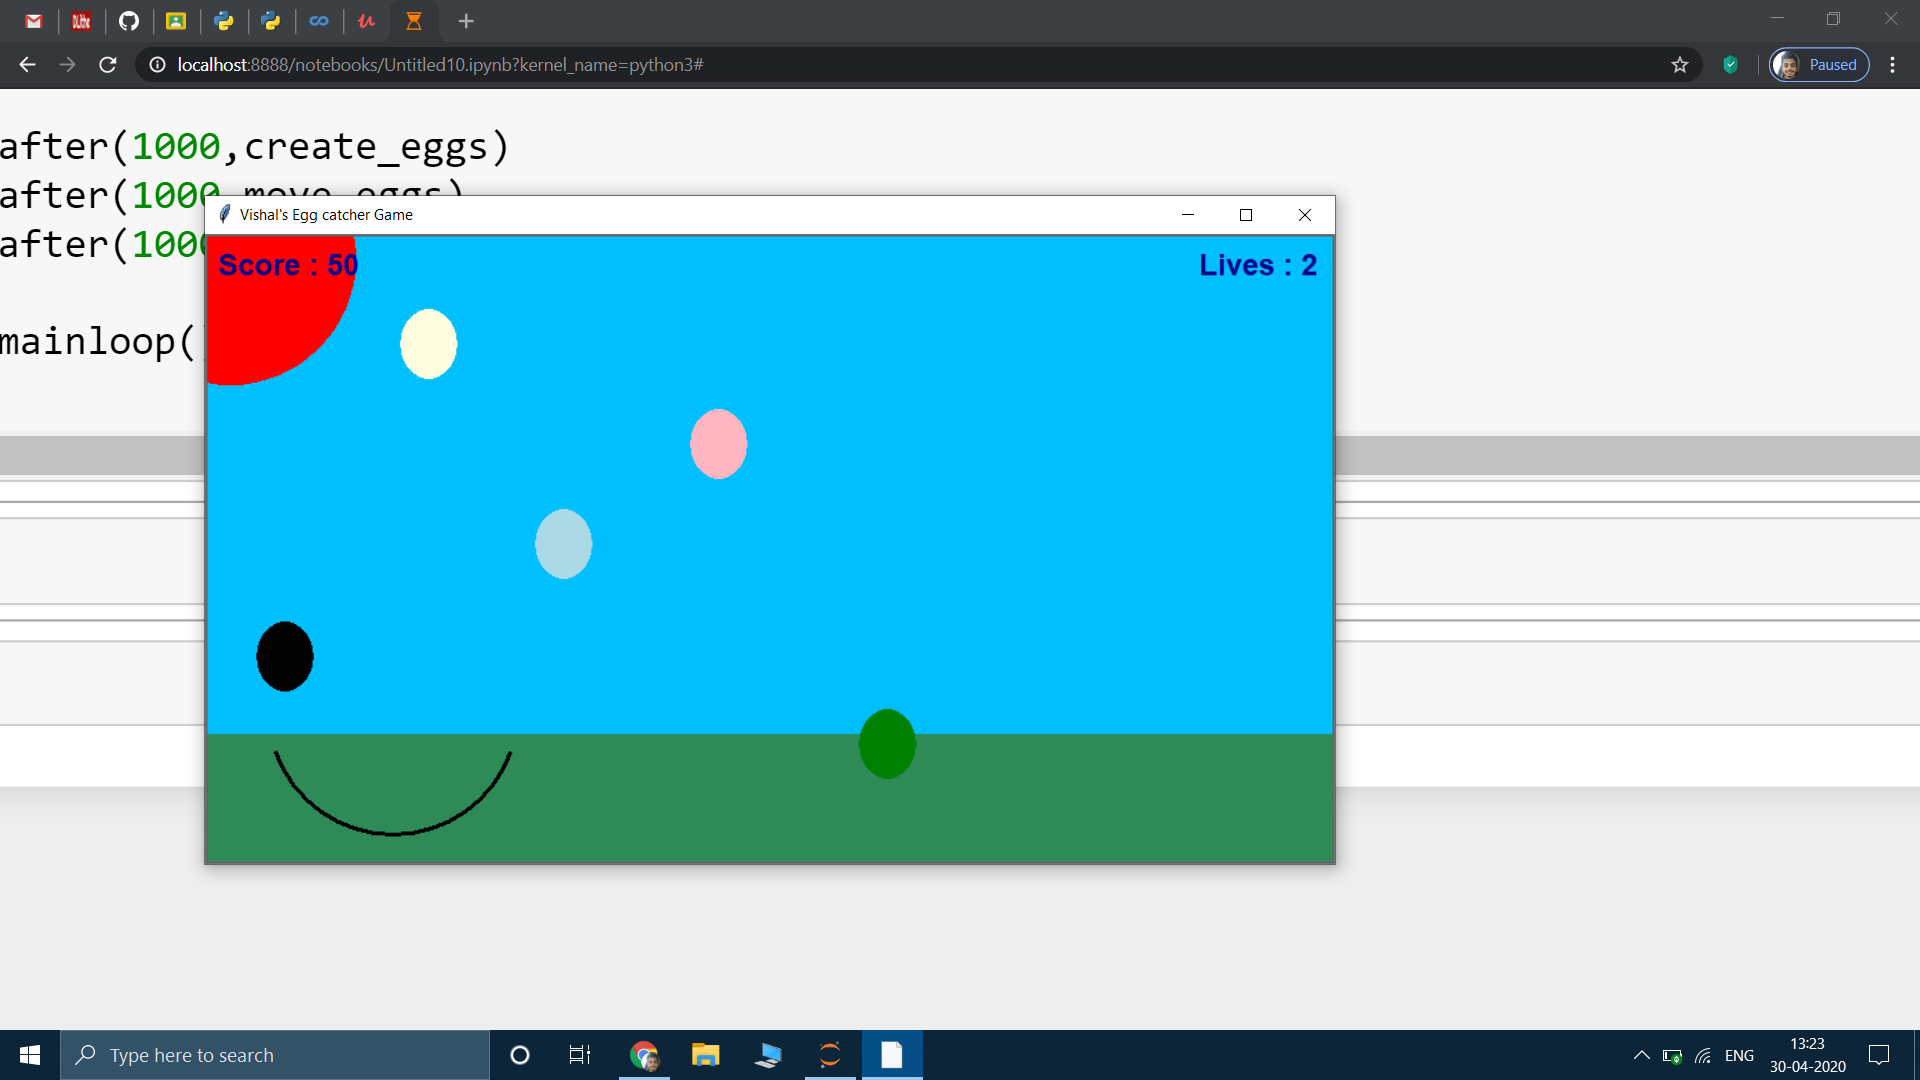 localhost:8888/notebooks/Untitled10.ipynb?kernel_name=python3#
Paused
after(1000,create_eggs)
after(1000,move_eggs)
after(1000
mainloop()
Vishal's Egg catcher Game
Score : 50
Lives : 2
Type here to search
ENG
13:23
30-04-2020